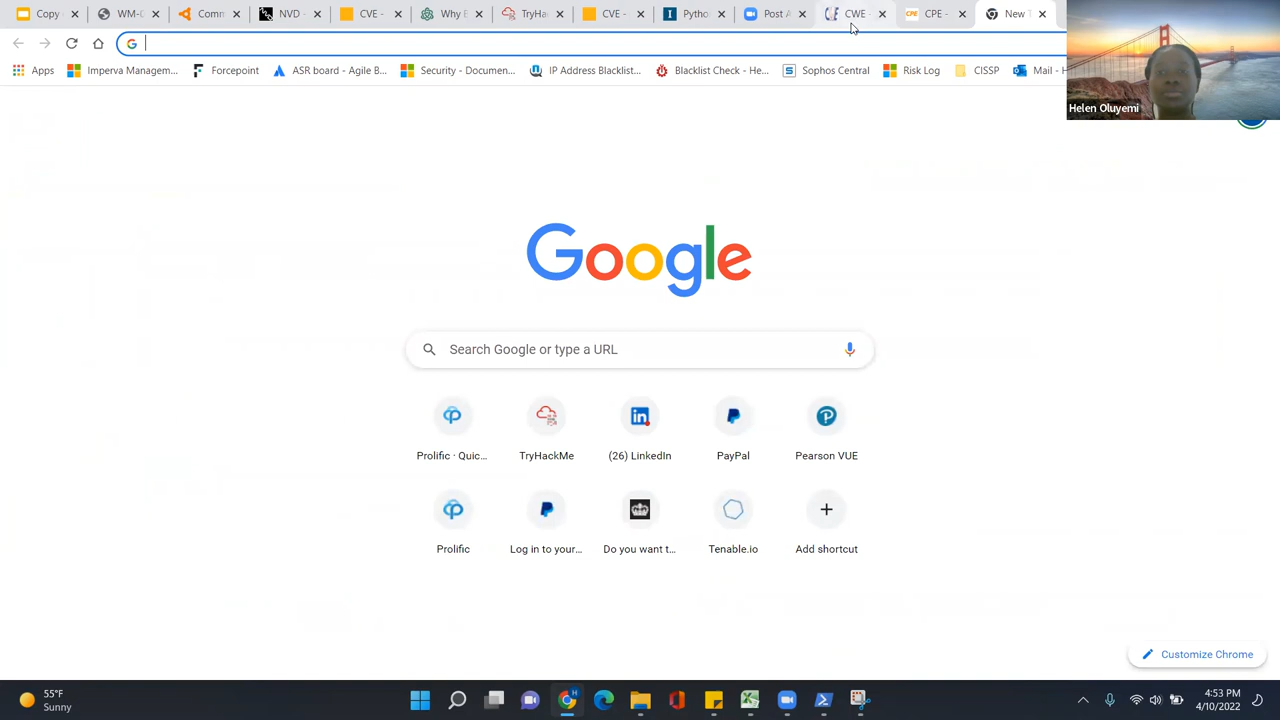 Copy
WM-E
Comm
NVD -
CVE -
Why E
TryHa
CVE -
Pytho
Post A
CWE -
CPE -
New T
Apps
Imperva Managem...
Forcepoint
ASR board - Agile B...
Security - Documen...
IP Address Blacklist...
Blacklist Check - He...
Sophos Central
Risk Log
CISSP
Mail - H
Helen Oluyemi
Google
Search Google or type a URL
Prolific · Quic...
TryHackMe
(26) LinkedIn
PayPal
Pearson VUE
Prolific
Log in to your...
Do you want t...
Tenable.io
Add shortcut
Customize Chrome
55°F
Sunny
4:53 PM
4/10/2022